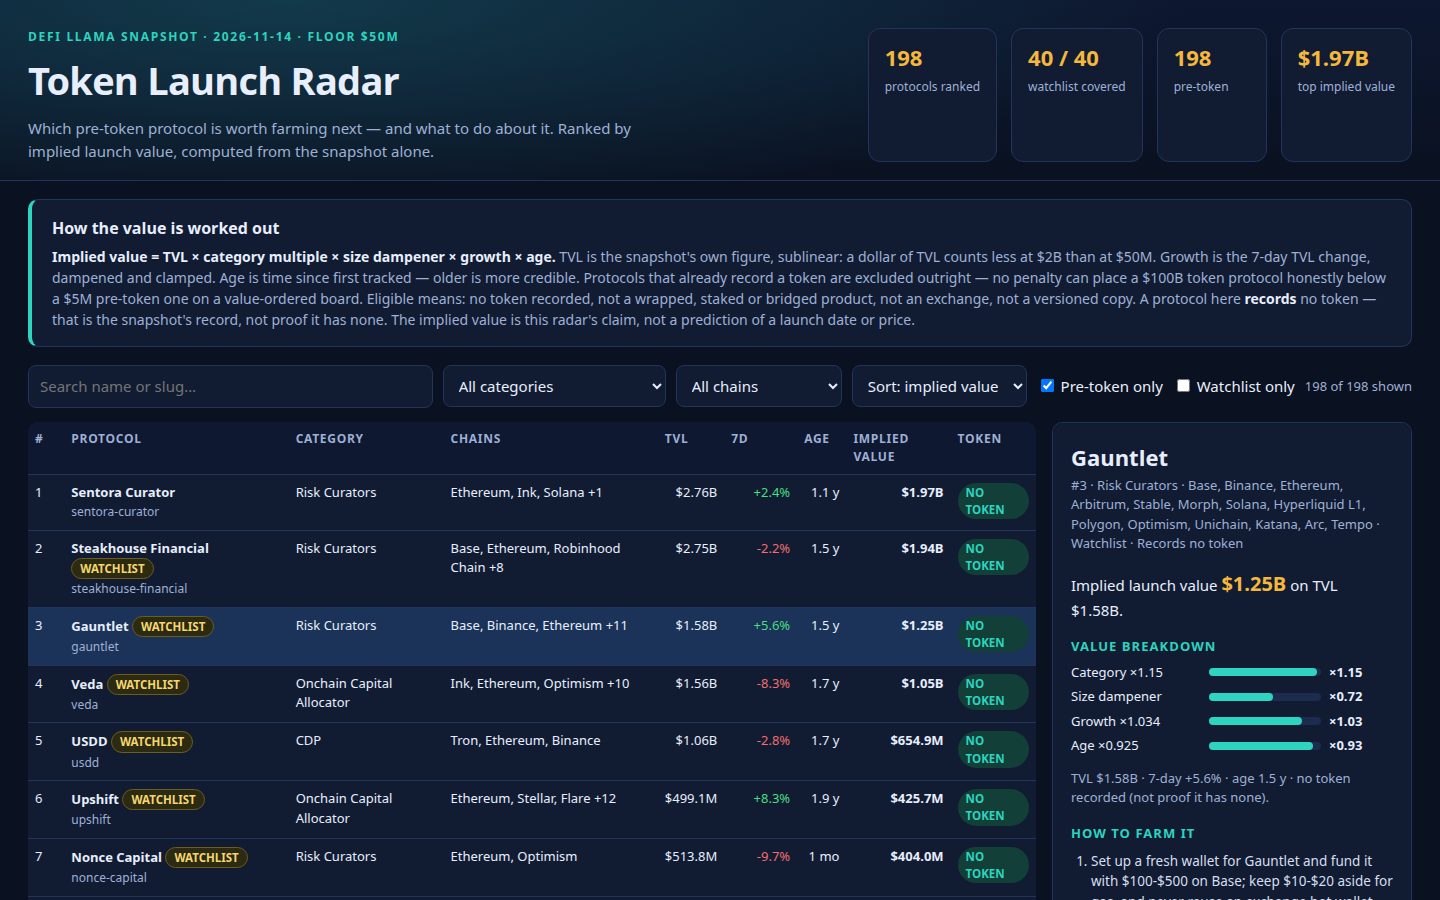 DEFI LLAMA SNAPSHOT · 2026-11-14 · FLOOR $50M
Token Launch Radar
Which pre-token protocol is worth farming next — and what to do about it. Ranked by
implied launch value, computed from the snapshot alone.
198
protocols ranked
40 / 40
watchlist covered
198
pre-token
$1.97B
top implied value
How the value is worked out
Implied value = TVL × category multiple × size dampener × growth × age. TVL is the snapshot's own figure, sublinear: a dollar of TVL counts less at $2B than at $50M. Growth is the 7-day TVL change,
dampened and clamped. Age is time since first tracked — older is more credible. Protocols that already record a token are excluded outright — no penalty can place a $100B token protocol honestly below
a $5M pre-token one on a value-ordered board. Eligible means: no token recorded, not a wrapped, staked or bridged product, not an exchange, not a versioned copy. A protocol here records no token —
that is the snapshot's record, not proof it has none. The implied value is this radar's claim, not a prediction of a launch date or price.
Search name or slug... All categories All chains Sort: implied value Pre-token only Watchlist only 198 of 198 shown
# PROTOCOL CATEGORY CHAINS TVL 7D AGE IMPLIED TOKEN
VALUE
1 Sentora Curator Risk Curators Ethereum, Ink, Solana +1 $2.76B +2.4% 1.1 y $1.97B NO
sentora-curator TOKEN
2 Steakhouse Financial Risk Curators Base, Ethereum, Robinhood $2.75B -2.2% 1.5 y $1.94B NO
WATCHLIST Chain +8 TOKEN
steakhouse-financial
3 Gauntlet WATCHLIST Risk Curators Base, Binance, Ethereum +11 $1.58B +5.6% 1.5 y $1.25B NO
gauntlet TOKEN
4 Veda WATCHLIST Onchain Capital Ink, Ethereum, Optimism +10 $1.56B -8.3% 1.7 y $1.05B NO
veda Allocator TOKEN
5 USDD WATCHLIST CDP Tron, Ethereum, Binance $1.06B -2.8% 1.7 y $654.9M NO
usdd TOKEN
6 Upshift WATCHLIST Onchain Capital Ethereum, Stellar, Flare +12 $499.1M +8.3% 1.9 y $425.7M NO
upshift Allocator TOKEN
7 Nonce Capital WATCHLIST Risk Curators Ethereum, Optimism $513.8M -9.7% 1 mo $404.0M NO
nonce-capital TOKEN
Gauntlet
#3 · Risk Curators · Base, Binance, Ethereum,
Arbitrum, Stable, Morph, Solana, Hyperliquid L1,
Polygon, Optimism, Unichain, Katana, Arc, Tempo ·
Watchlist · Records no token
Implied launch value $1.25B on TVL
$1.58B.
VALUE BREAKDOWN
Category ×1.15 ×1.15
Size dampener ×0.72
Growth ×1.034 ×1.03
Age ×0.925 ×0.93
TVL $1.58B · 7-day +5.6% · age 1.5 y · no token
recorded (not proof it has none).
HOW TO FARM IT
1. Set up a fresh wallet for Gauntlet and fund it
with $100-$500 on Base; keep $10-$20 aside for